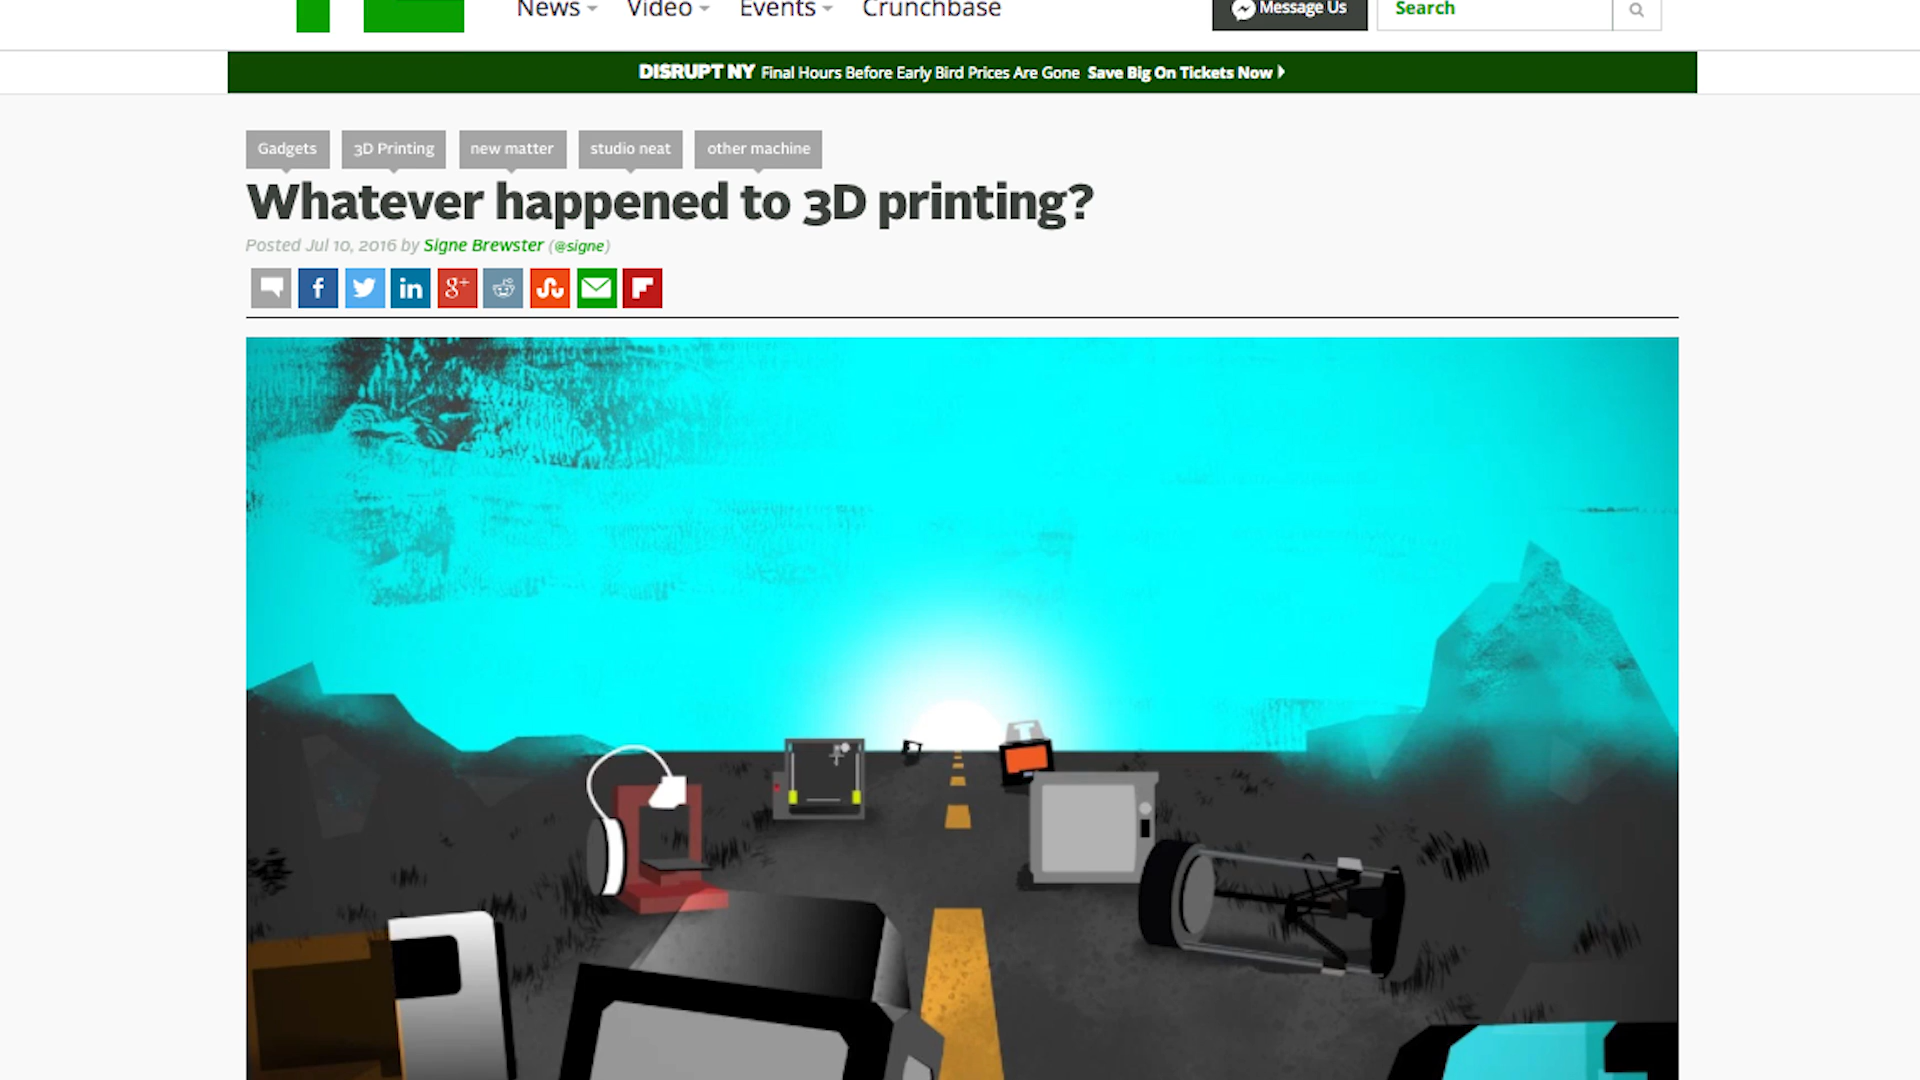 News Video Events Crunchbase Message Us Search
DISRUPT NY Final Hours Before Early Bird Prices Are Gone Save Big On Tickets Now
Gadgets 3D Printing new matter studio neat other machine
Whatever happened to 3D printing?
Posted Jul 10, 2016 by Signe Brewster (@signe)
f in g+